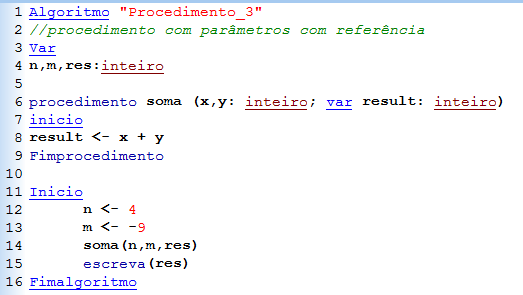 1 Algoritmo "Procedimento_3"
2 //procedimento com parâmetros com referência
3 Var
4 n,m,res:inteiro
5
6 procedimento soma (x,y: inteiro; var result: inteiro)
7 inicio
8 result <- x + y
9 Fimprocedimento
10
11 Inicio
12 n <- 4
13 m <- -9
14 soma(n,m,res)
15 escreva(res)
16 Fimalgoritmo